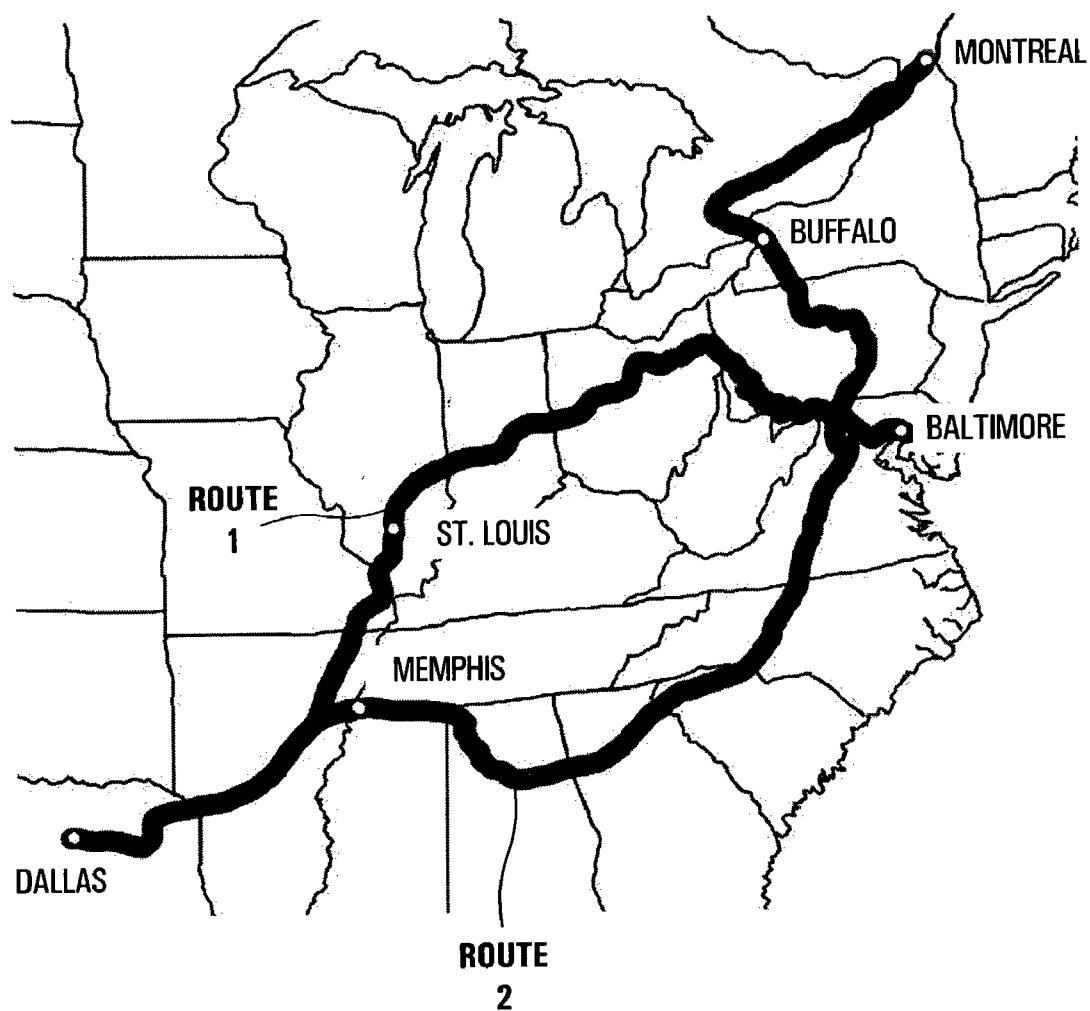 MONTREAL
BUFFALO
BALTIMORE
ROUTE
1
ST. LOUIS
MEMPHIS
DALLAS
ROUTE
2